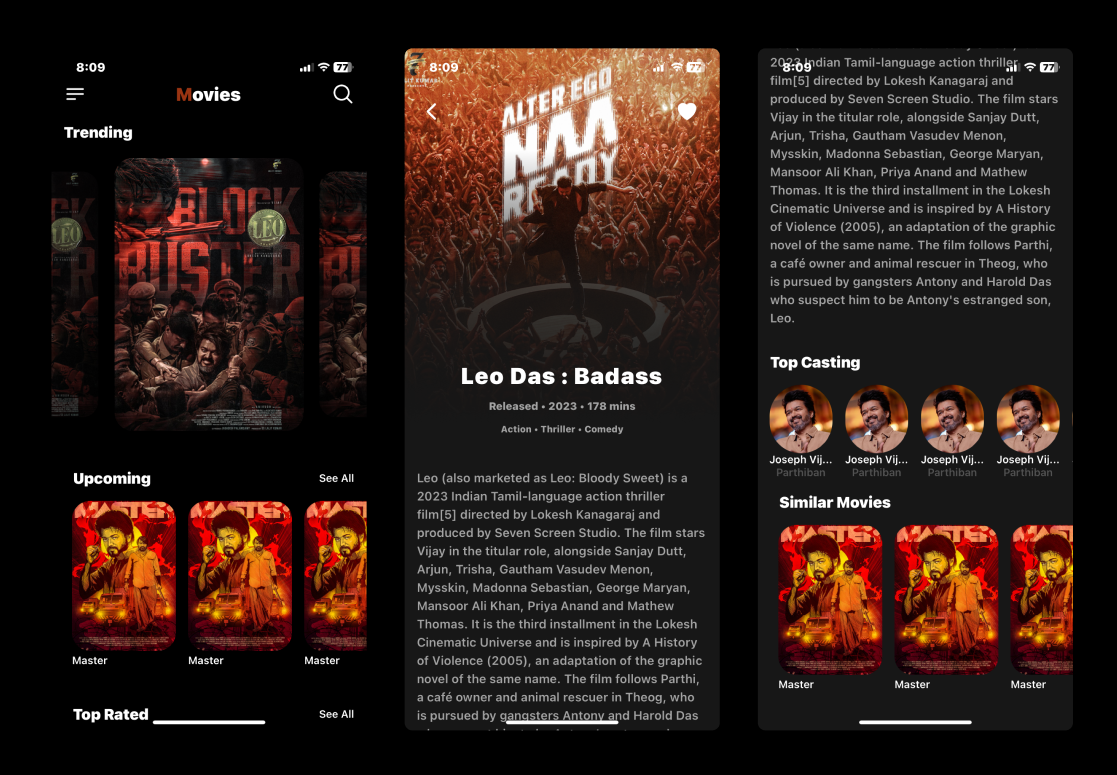 8:09
77
Movies
Trending
BLOCK
BUSTER
LEO
Upcoming
See All
MASTER
MASTER
MASTER
Master
Master
Master
Top Rated
See All
8:09
77
ALTER EGO
NAA
READY
Leo Das : Badass
Released • 2023 • 178 mins
Action • Thriller • Comedy
Leo (also marketed as Leo: Bloody Sweet) is a
2023 Indian Tamil-language action thriller
film[5] directed by Lokesh Kanagaraj and
produced by Seven Screen Studio. The film stars
Vijay in the titular role, alongside Sanjay Dutt,
Arjun, Trisha, Gautham Vasudev Menon,
Mysskin, Madonna Sebastian, George Maryan,
Mansoor Ali Khan, Priya Anand and Mathew
Thomas. It is the third installment in the Lokesh
Cinematic Universe and is inspired by A History
of Violence (2005), an adaptation of the graphic
novel of the same name. The film follows Parthi,
a café owner and animal rescuer in Theog, who
is pursued by gangsters Antony and Harold Das
8:09
77
2023 Indian Tamil-language action thriller
film[5] directed by Lokesh Kanagaraj and
produced by Seven Screen Studio. The film stars
Vijay in the titular role, alongside Sanjay Dutt,
Arjun, Trisha, Gautham Vasudev Menon,
Mysskin, Madonna Sebastian, George Maryan,
Mansoor Ali Khan, Priya Anand and Mathew
Thomas. It is the third installment in the Lokesh
Cinematic Universe and is inspired by A History
of Violence (2005), an adaptation of the graphic
novel of the same name. The film follows Parthi,
a café owner and animal rescuer in Theog, who
is pursued by gangsters Antony and Harold Das
who suspect him to be Antony's estranged son,
Leo.
Top Casting
Joseph Vij... Joseph Vij... Joseph Vij... Joseph Vij...
Parthiban Parthiban Parthiban Parthiban
Similar Movies
MASTER
MASTER
MASTER
Master
Master
Master